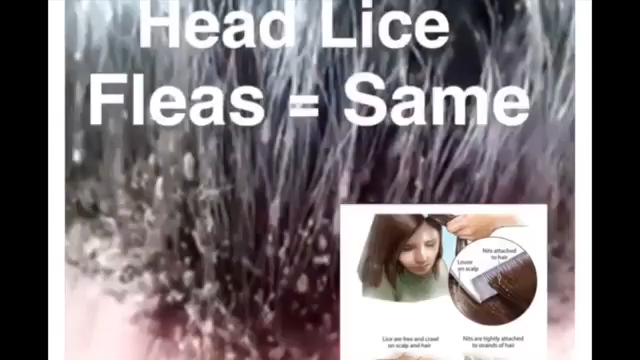 Head Lice
Fleas = Same
Nits attached
to hair
Louse
on scalp
Lice are free and crawl
on scalp and hair
Nits are tightly attached
to strands of hair